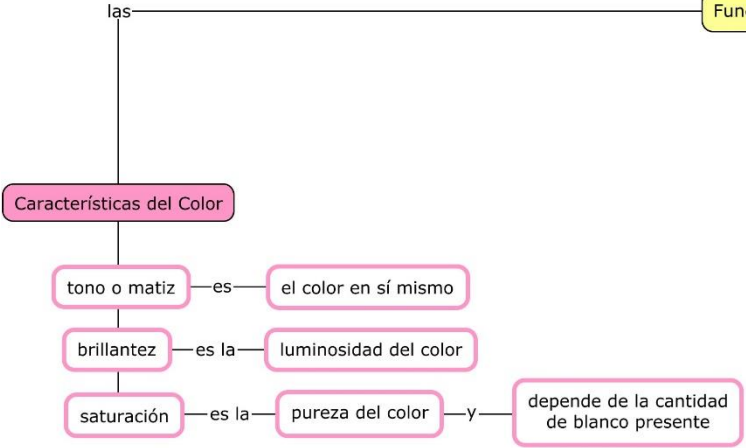 las
Características del Color
tono o matiz
es
el color en sí mismo
brillantez
es la
luminosidad del color
saturación
es la
pureza del color
y
depende de la cantidad
de blanco presente